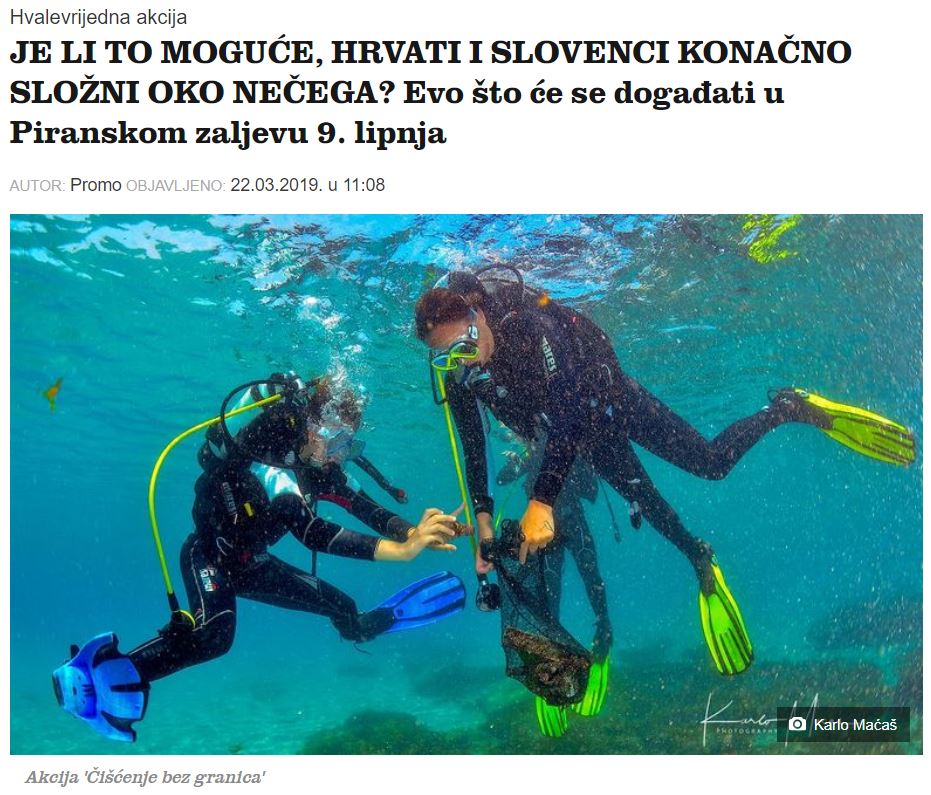 Hvalevrijedna akcija
JE LI TO MOGUĆE, HRVATI I SLOVENCI KONAČNO
SLOŽNI OKO NEČEGA? Evo što će se događati u
Piranskom zaljevu 9. lipnja
AUTOR: Promo OBJAVLJENO: 22.03.2019. u 11:08
mares
Karlo M
PHOTOGRAPHY
Karlo Maćaš
Akcija 'Čišćenje bez granica'